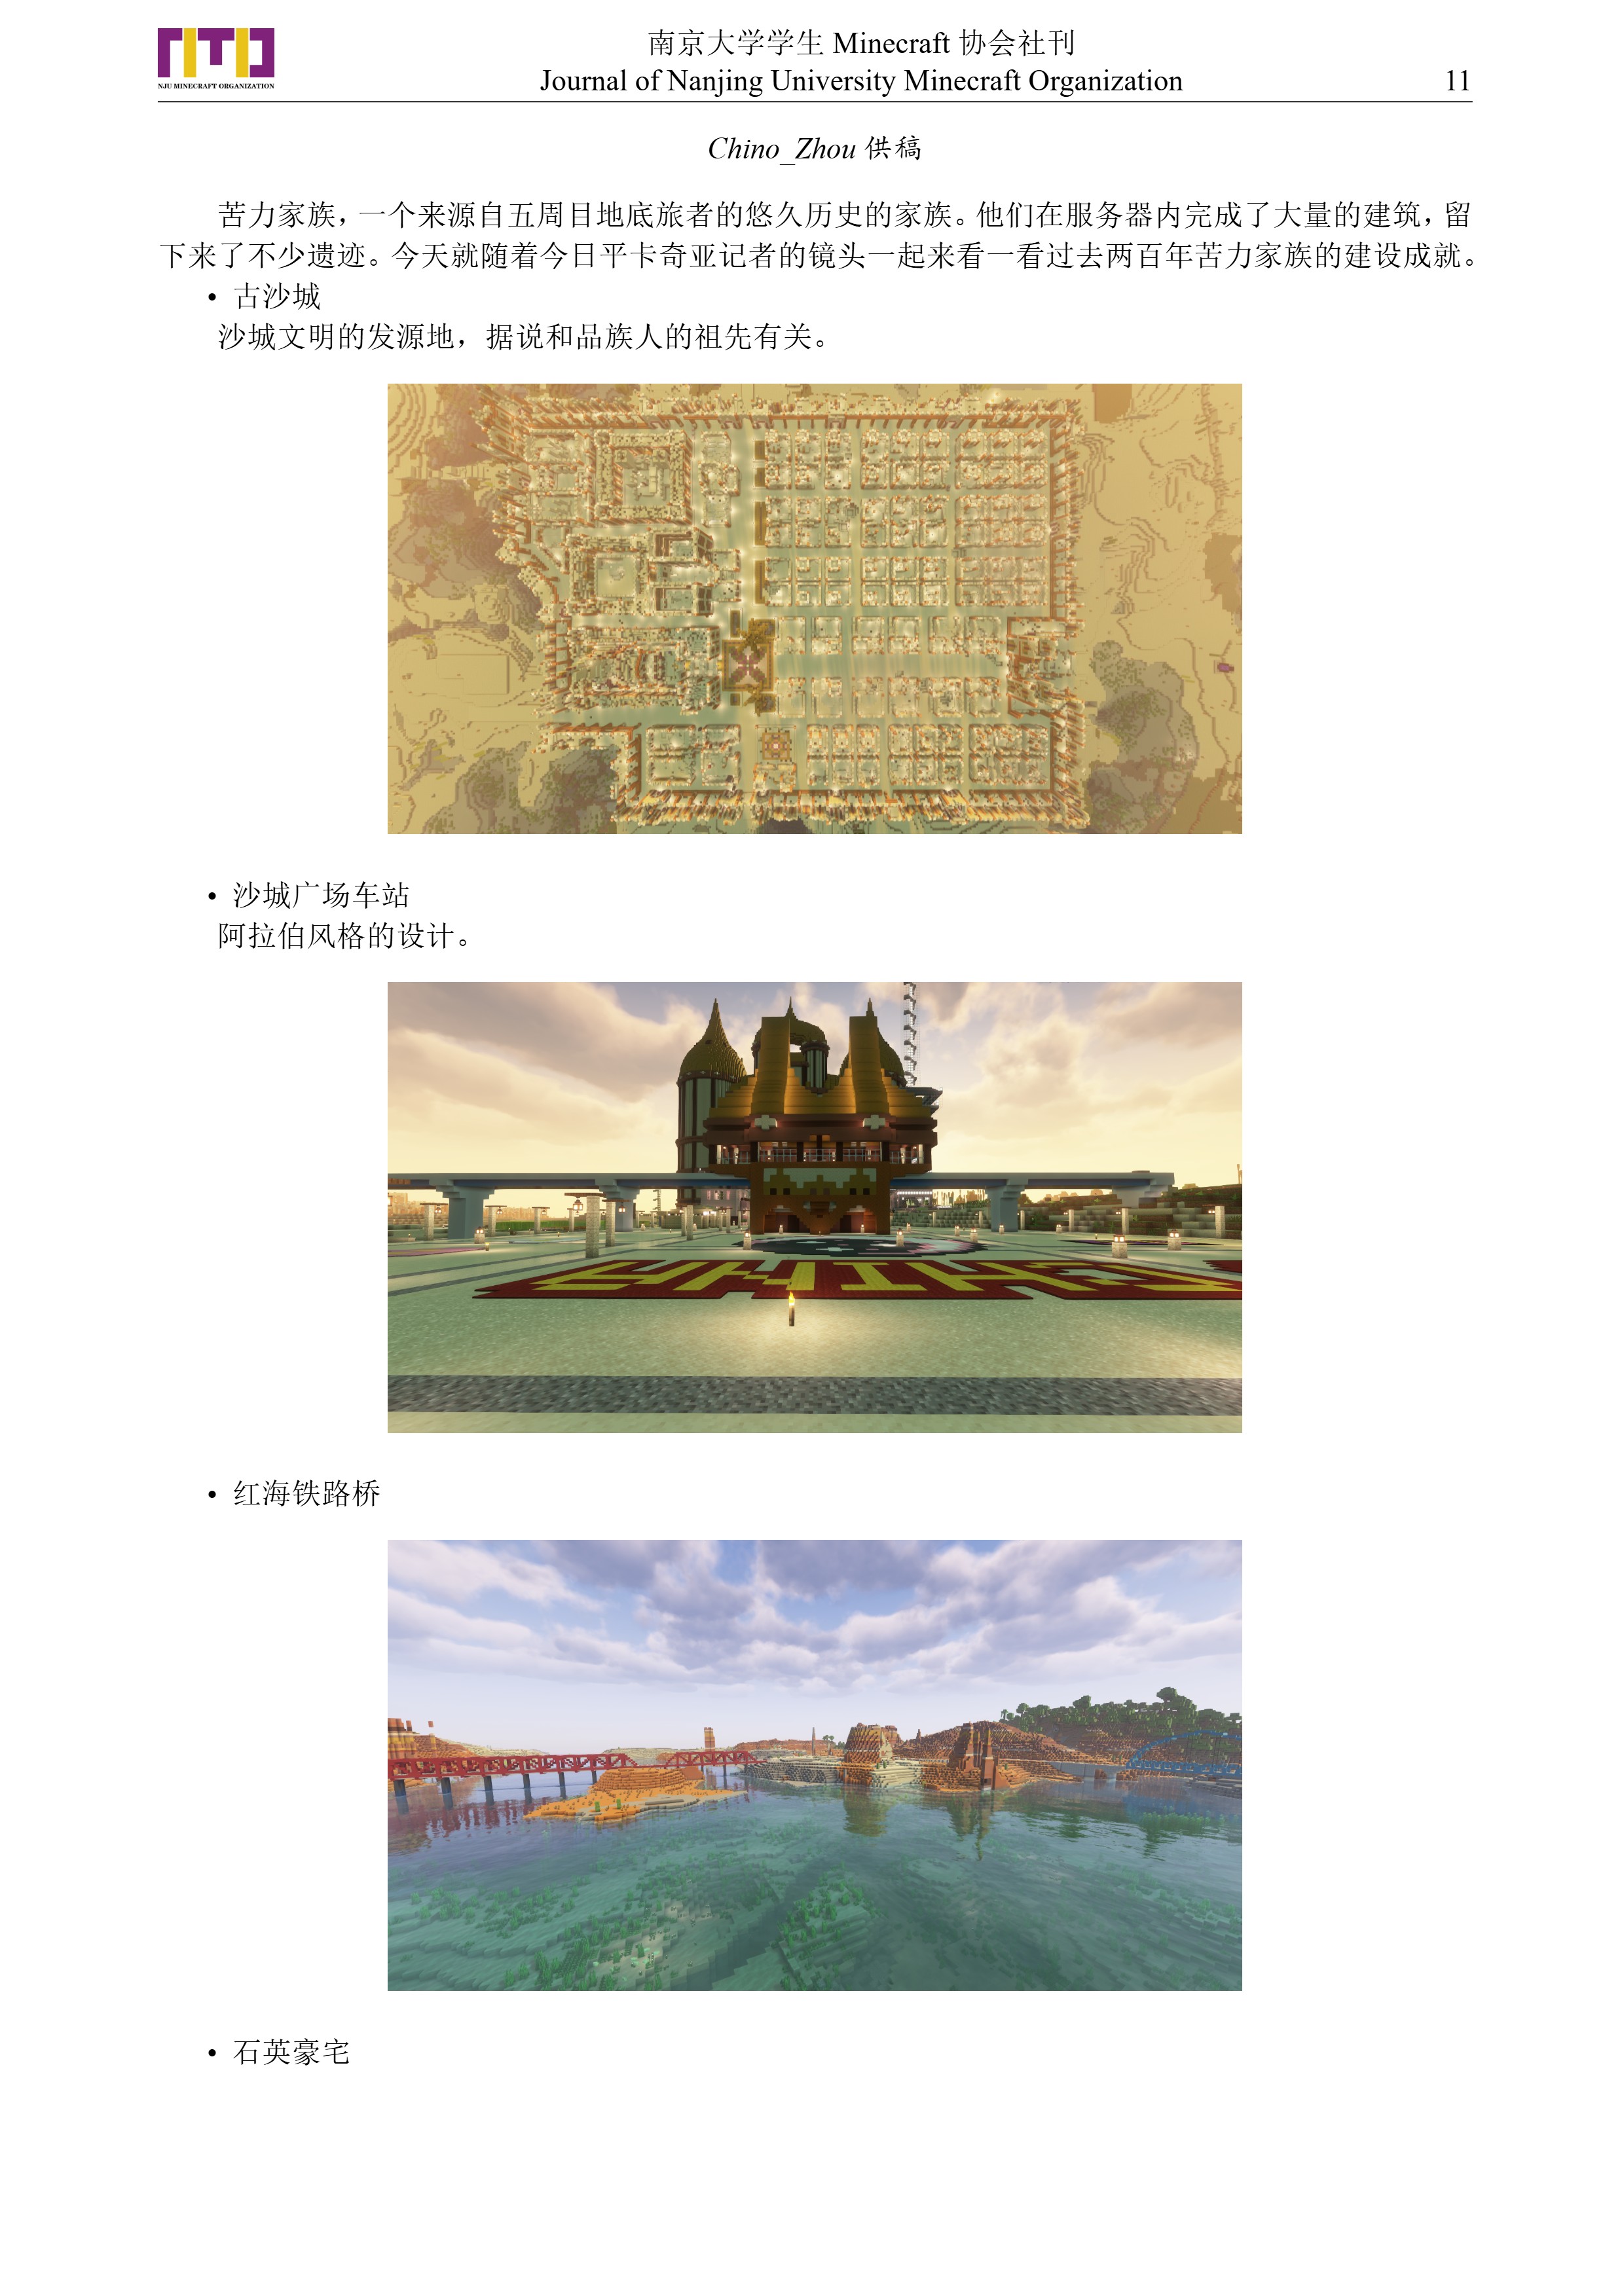 NJU MINECRAFT ORGANIZATION
南京大学学生 Minecraft 协会社刊
Journal of Nanjing University Minecraft Organization
11
Chino_Zhou 供稿
苦力家族，一个来源自五周目地底旅者的悠久历史的家族。他们在服务器内完成了大量的建筑，留
下来了不少遗迹。今天就随着今日平卡奇亚记者的镜头一起来看一看过去两百年苦力家族的建设成就。
• 古沙城
沙城文明的发源地，据说和品族人的祖先有关。
• 沙城广场车站
阿拉伯风格的设计。
• 红海铁路桥
• 石英豪宅